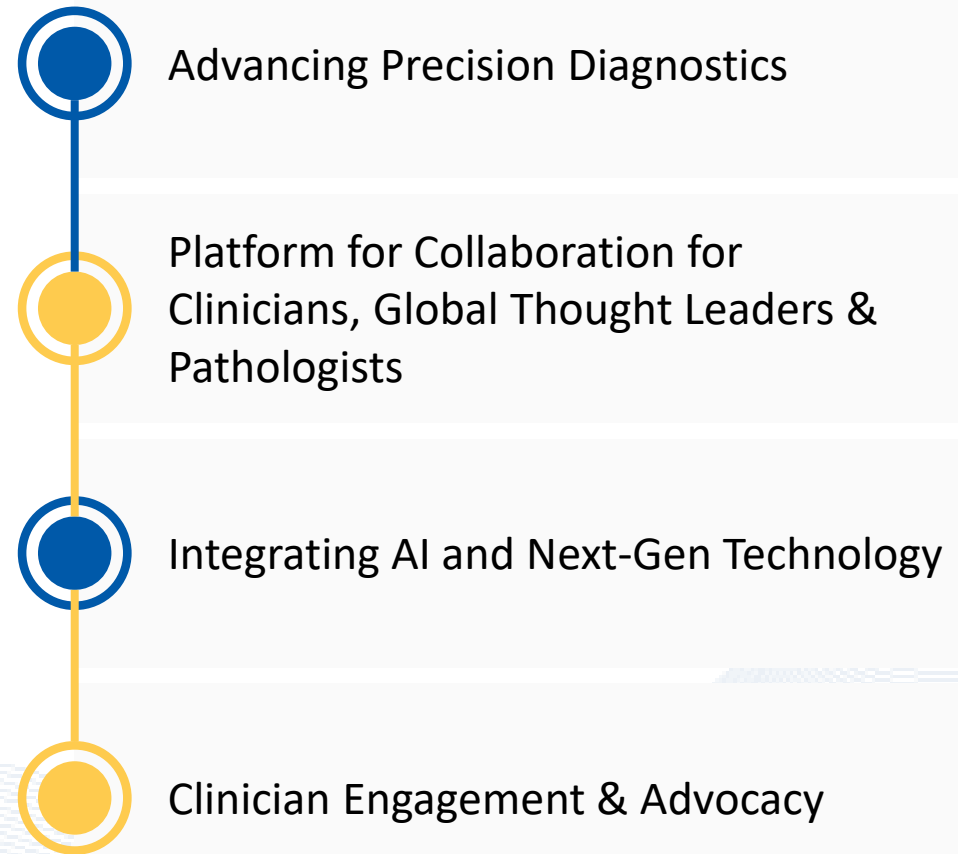 Advancing Precision Diagnostics
Platform for Collaboration for
Clinicians, Global Thought Leaders &
Pathologists
Integrating AI and Next-Gen Technology
Clinician Engagement & Advocacy